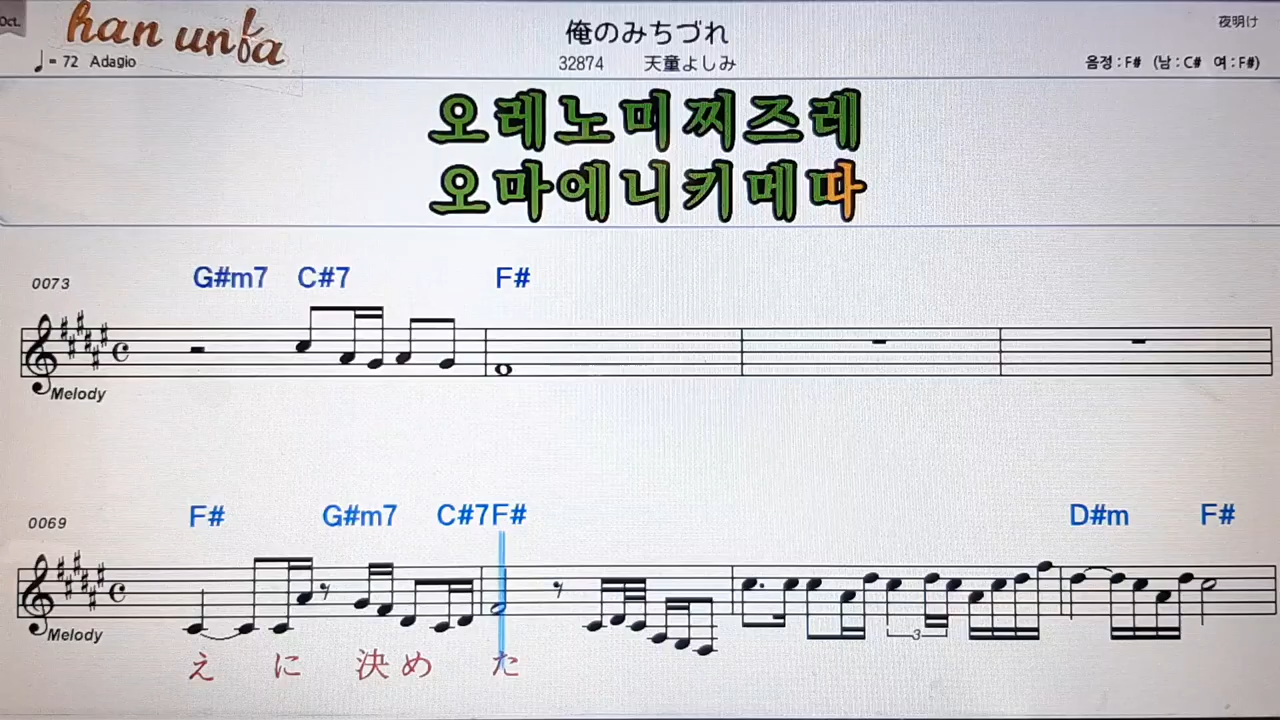 Oct.
han unfa
俺のみちづれ
夜明け
♩= 72 Adagio
32874 天童よしみ
음정 : F# (남 : C# 여 : F#)
오레노미찌즈레
오마에니키메따
0073
G#m7 C#7 F#
Melody
0069
F# G#m7 C#7 F# D#m F#
Melody
3
えに決めた